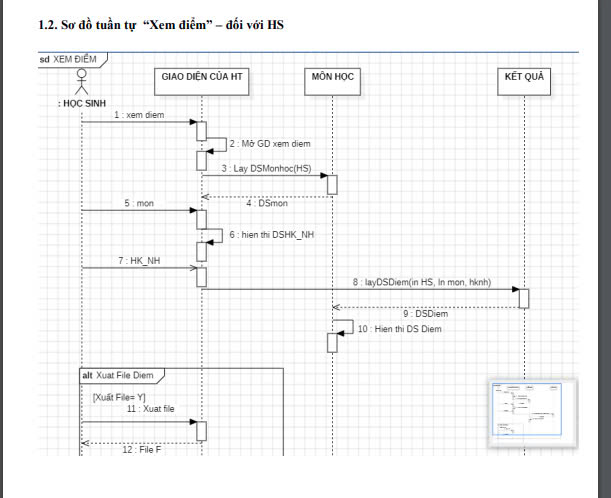 1.2. Sơ đồ tuần tự “Xem điểm” – đối với HS
sd XEM ĐIỂM
GIAO DIỆN CỦA HT
MÔN HỌC
KẾT QUẢ
: HỌC SINH
1 : xem diem
2 : Mở GD xem diem
3 : Lay DSMonhoc(HS)
4 : DSmon
5 : mon
6 : hien thi DSHK_NH
7 : HK_NH
8 : layDSDiem(in HS, In mon, hknh)
9 : DSDiem
10 : Hien thi DS Diem
alt Xuat File Diem
[Xuất File= Y]
11 : Xuat file
12 : File F